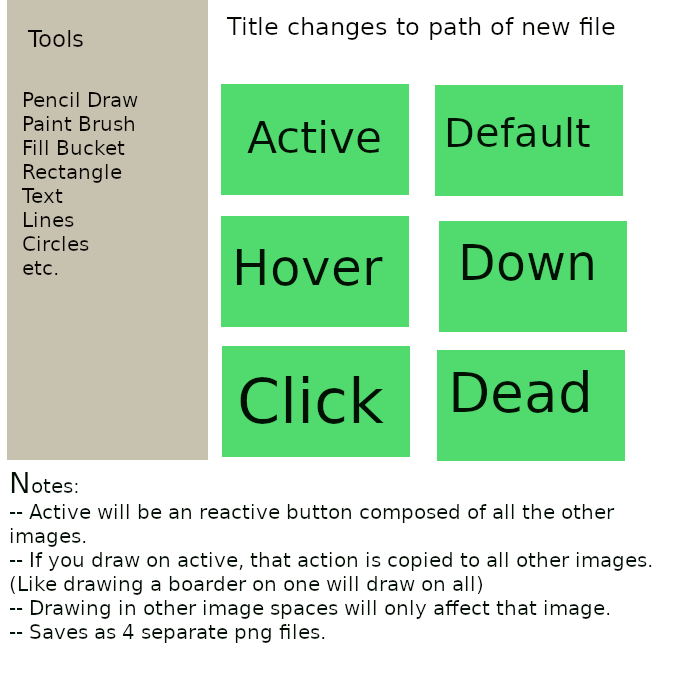 Tools
Title changes to path of new file
Pencil Draw
Paint Brush
Fill Bucket
Rectangle
Text
Lines
Circles
etc.
Active
Default
Hover
Down
Click
Dead
Notes:
-- Active will be an reactive button composed of all the other
images.
-- If you draw on active, that action is copied to all other images.
(Like drawing a boarder on one will draw on all)
-- Drawing in other image spaces will only affect that image.
-- Saves as 4 separate png files.